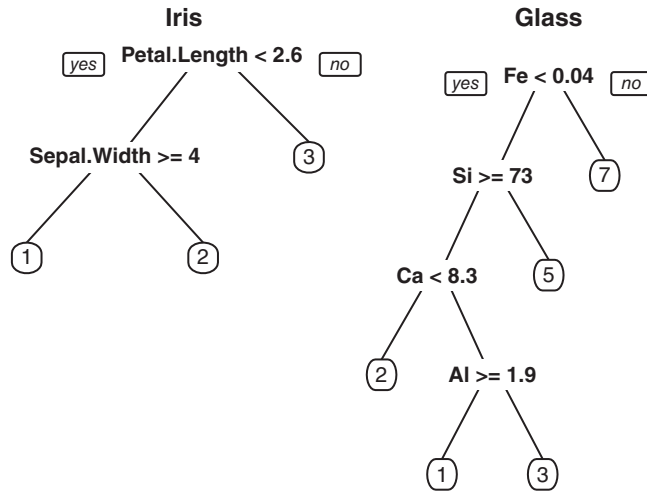 Iris
yes
Petal.Length < 2.6
no
Sepal.Width >= 4
3
1
2
Glass
yes
Fe < 0.04
no
Si >= 73
7
Ca < 8.3
5
2
Al >= 1.9
1
3